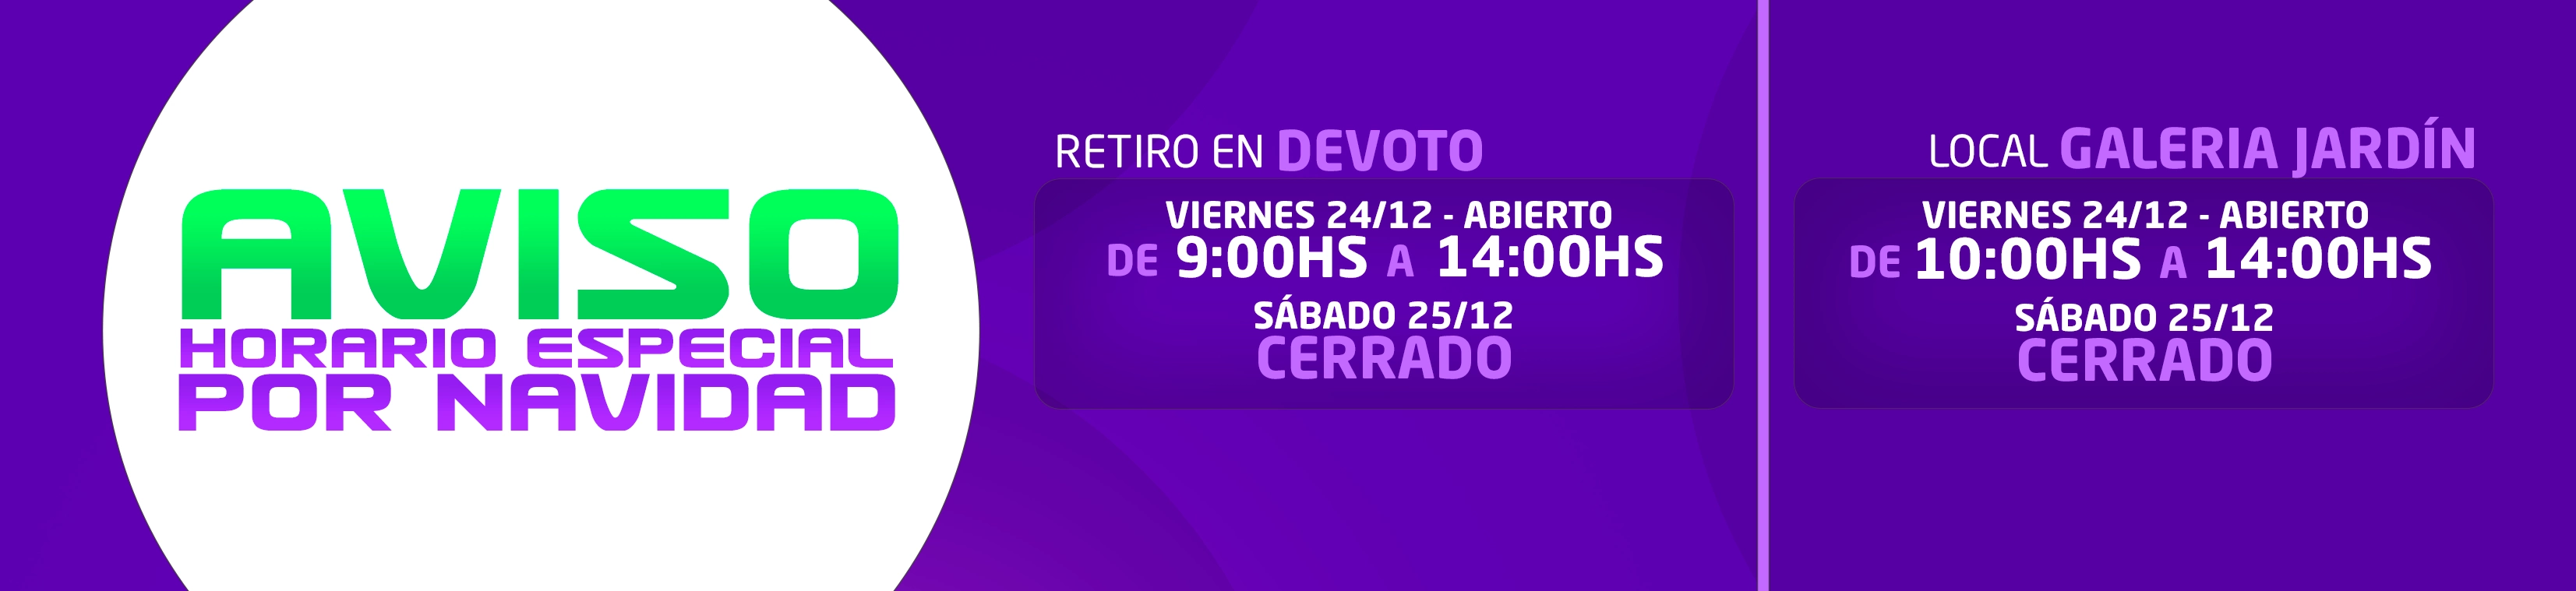 AVISO
HORARIO ESPECIAL
POR NAVIDAD
RETIRO EN DEVOTO
VIERNES 24/12 - ABIERTO
DE 9:00HS A 14:00HS
SÁBADO 25/12
CERRADO
LOCAL GALERIA JARDÍN
VIERNES 24/12 - ABIERTO
DE 10:00HS A 14:00HS
SÁBADO 25/12
CERRADO